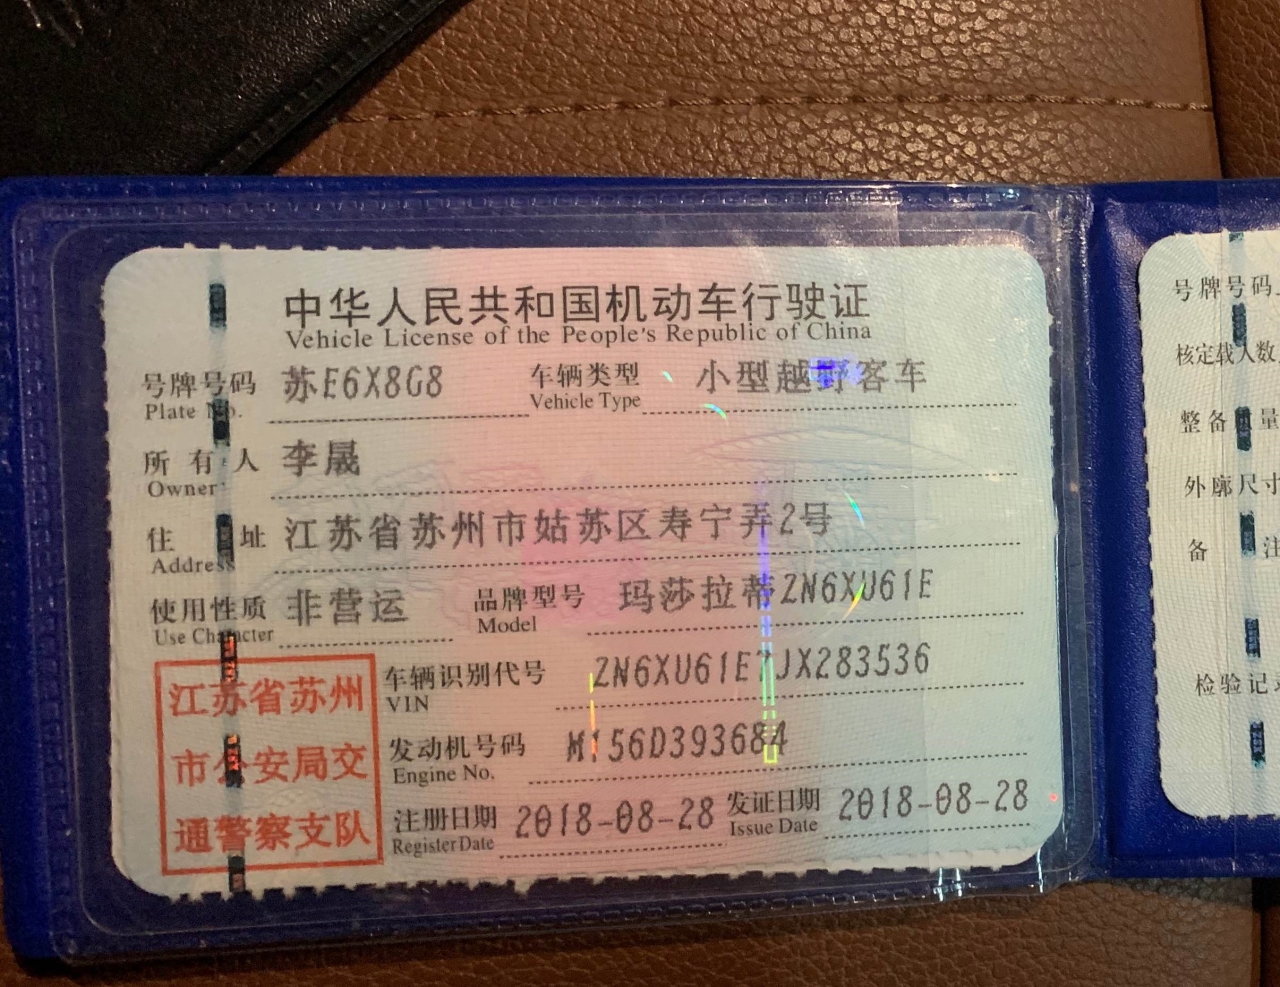 中华人民共和国机动车行驶证
Vehicle License of the People's Republic of China
号牌号码 苏E6X8G8 车辆类型 小型越野客车
Plate No. Vehicle Type
所有人 李晟
Owner
住址 江苏省苏州市姑苏区寿宁弄2号
Address
使用性质 非营运 品牌型号 玛莎拉蒂ZN6XU61E
Use Character Model
车辆识别代号 ZN6XU61E7JX283536
VIN
发动机号码 M156D393684
Engine No.
注册日期 2018-08-28 发证日期 2018-08-28
Register Date Issue Date
江苏省苏州
市公安局交
通警察支队
号牌号码
核定载人数
整备质量
外廓尺寸
备注
检验记录